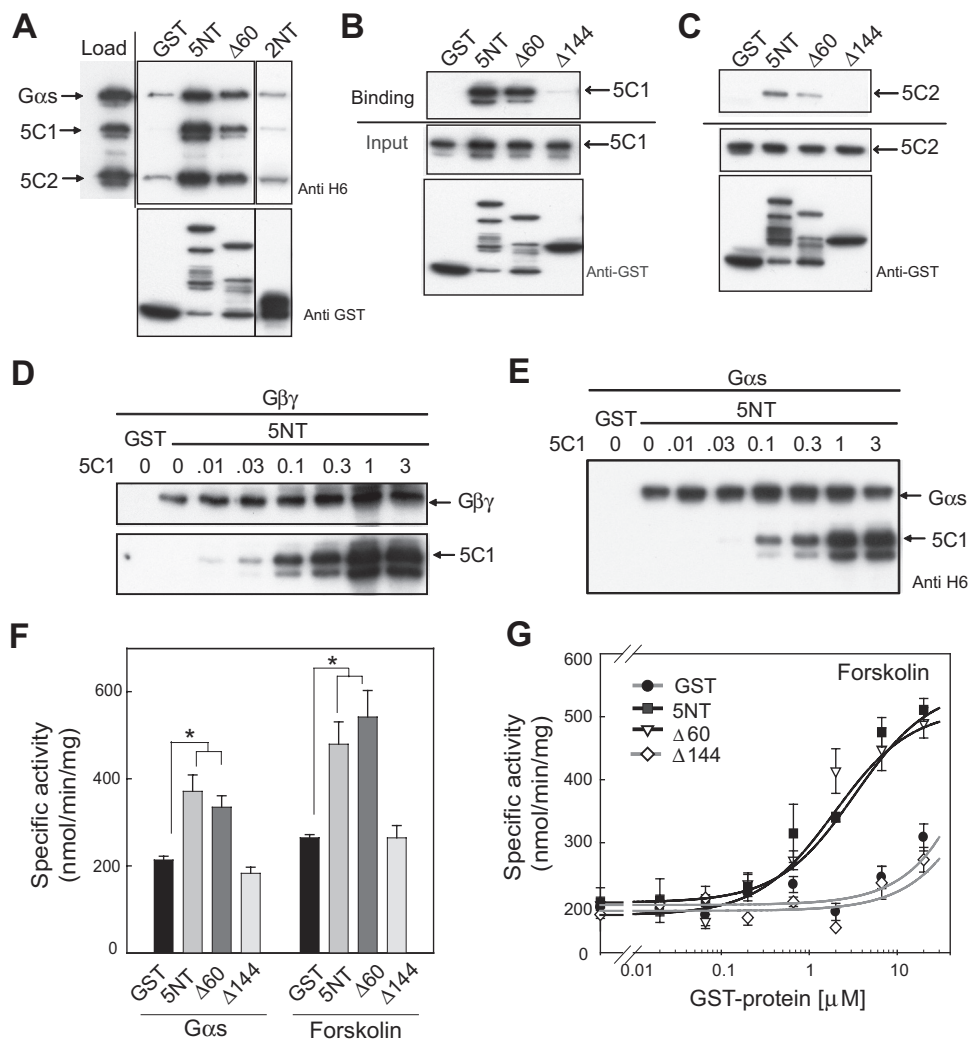 A
Load
GST 5NT Δ60 2NT
Gαs
5C1
5C2
Anti H6
Anti GST
B
GST 5NT Δ60 Δ144
Binding
5C1
Input
5C1
Anti-GST
C
GST 5NT Δ60 Δ144
5C2
5C2
Anti-GST
D
Gβγ
GST 5NT
5C1 0 0 .01 .03 0.1 0.3 1 3
Gβγ
5C1
E
Gαs
GST 5NT
5C1 0 0 .01 .03 0.1 0.3 1 3
Gαs
5C1
Anti H6
F
Specific activity
(nmol/min/mg)
600
400
200
0
*
*
GST 5NT Δ60 Δ144 GST 5NT Δ60 Δ144
Gαs Forskolin
G
Specific activity
(nmol/min/mg)
600
500
300
200
0
Forskolin
GST
5NT
Δ60
Δ144
0.01 0.1 1 10
GST-protein [μM]